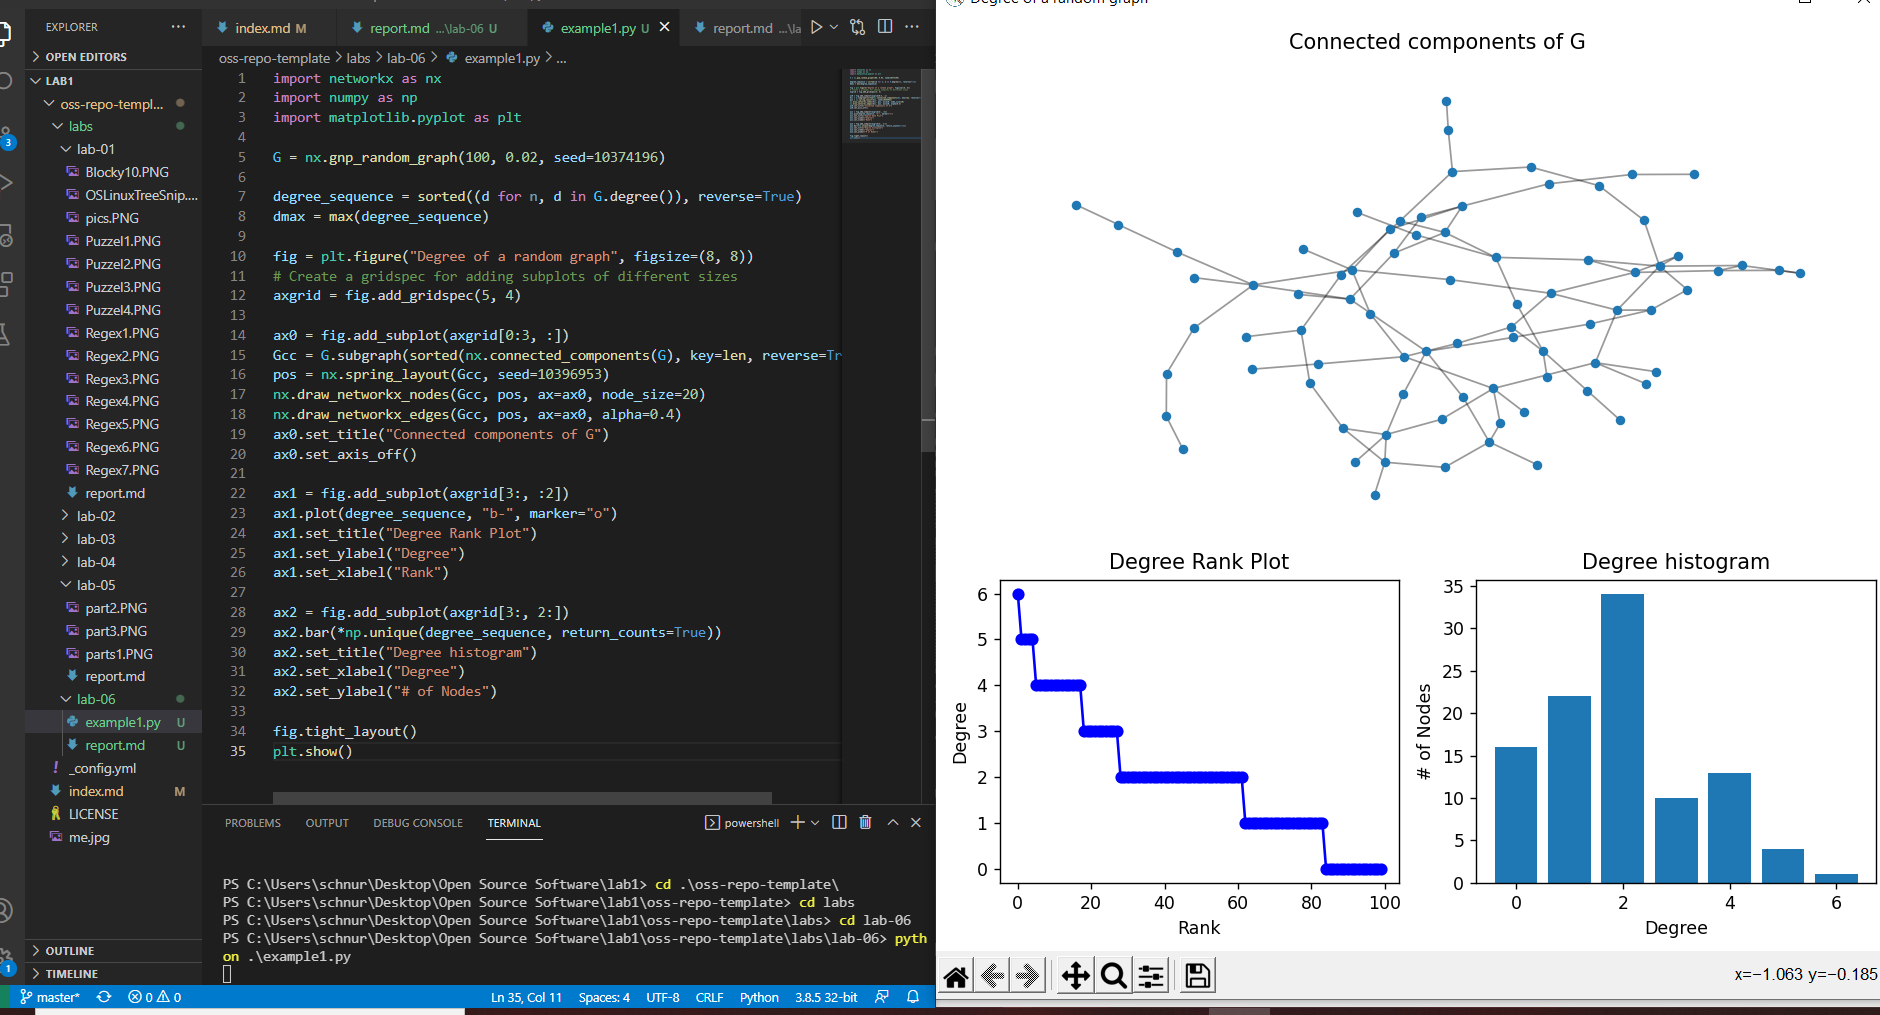 EXPLORER
OPEN EDITORS
LAB1
oss-repo-templ...
labs
lab-01
Blocky10.PNG
OSLinuxTreeSnip....
pics.PNG
Puzzel1.PNG
Puzzel2.PNG
Puzzel3.PNG
Puzzel4.PNG
Regex1.PNG
Regex2.PNG
Regex3.PNG
Regex4.PNG
Regex5.PNG
Regex6.PNG
Regex7.PNG
report.md
lab-02
lab-03
lab-04
lab-05
part2.PNG
part3.PNG
parts1.PNG
report.md
lab-06
example1.py U
report.md U
_config.yml
index.md M
LICENSE
me.jpg
OUTLINE
TIMELINE
3
1
index.md M
report.md ...\lab-06 U
example1.py U
report.md ...\la
oss-repo-template > labs > lab-06 > example1.py > ...
1 import networkx as nx
2 import numpy as np
3 import matplotlib.pyplot as plt
4
5 G = nx.gnp_random_graph(100, 0.02, seed=10374196)
6
7 degree_sequence = sorted((d for n, d in G.degree()), reverse=True)
8 dmax = max(degree_sequence)
9
10 fig = plt.figure("Degree of a random graph", figsize=(8, 8))
11 # Create a gridspec for adding subplots of different sizes
12 axgrid = fig.add_gridspec(5, 4)
13
14 ax0 = fig.add_subplot(axgrid[0:3, :])
15 Gcc = G.subgraph(sorted(nx.connected_components(G), key=len, reverse=Tr
16 pos = nx.spring_layout(Gcc, seed=10396953)
17 nx.draw_networkx_nodes(Gcc, pos, ax=ax0, node_size=20)
18 nx.draw_networkx_edges(Gcc, pos, ax=ax0, alpha=0.4)
19 ax0.set_title("Connected components of G")
20 ax0.set_axis_off()
21
22 ax1 = fig.add_subplot(axgrid[3:, :2])
23 ax1.plot(degree_sequence, "b-", marker="o")
24 ax1.set_title("Degree Rank Plot")
25 ax1.set_ylabel("Degree")
26 ax1.set_xlabel("Rank")
27
28 ax2 = fig.add_subplot(axgrid[3:, 2:])
29 ax2.bar(*np.unique(degree_sequence, return_counts=True))
30 ax2.set_title("Degree histogram")
31 ax2.set_xlabel("Degree")
32 ax2.set_ylabel("# of Nodes")
33
34 fig.tight_layout()
35 plt.show()
PROBLEMS OUTPUT DEBUG CONSOLE TERMINAL
powershell
PS C:\Users\schnur\Desktop\Open Source Software\lab1> cd .\oss-repo-template\
PS C:\Users\schnur\Desktop\Open Source Software\lab1\oss-repo-template> cd labs
PS C:\Users\schnur\Desktop\Open Source Software\lab1\oss-repo-template\labs> cd lab-06
PS C:\Users\schnur\Desktop\Open Source Software\lab1\oss-repo-template\labs\lab-06> pyth
on .\example1.py
master* 0 0 Ln 35, Col 11 Spaces: 4 UTF-8 CRLF Python 3.8.5 32-bit
Degree of a random graph
Connected components of G
Degree Rank Plot
6
5
4
3
2
1
0
Degree
0 20 40 60 80 100
Rank
Degree histogram
35
30
25
20
15
10
5
0
# of Nodes
0 2 4 6
Degree
x=−1.063 y=−0.185